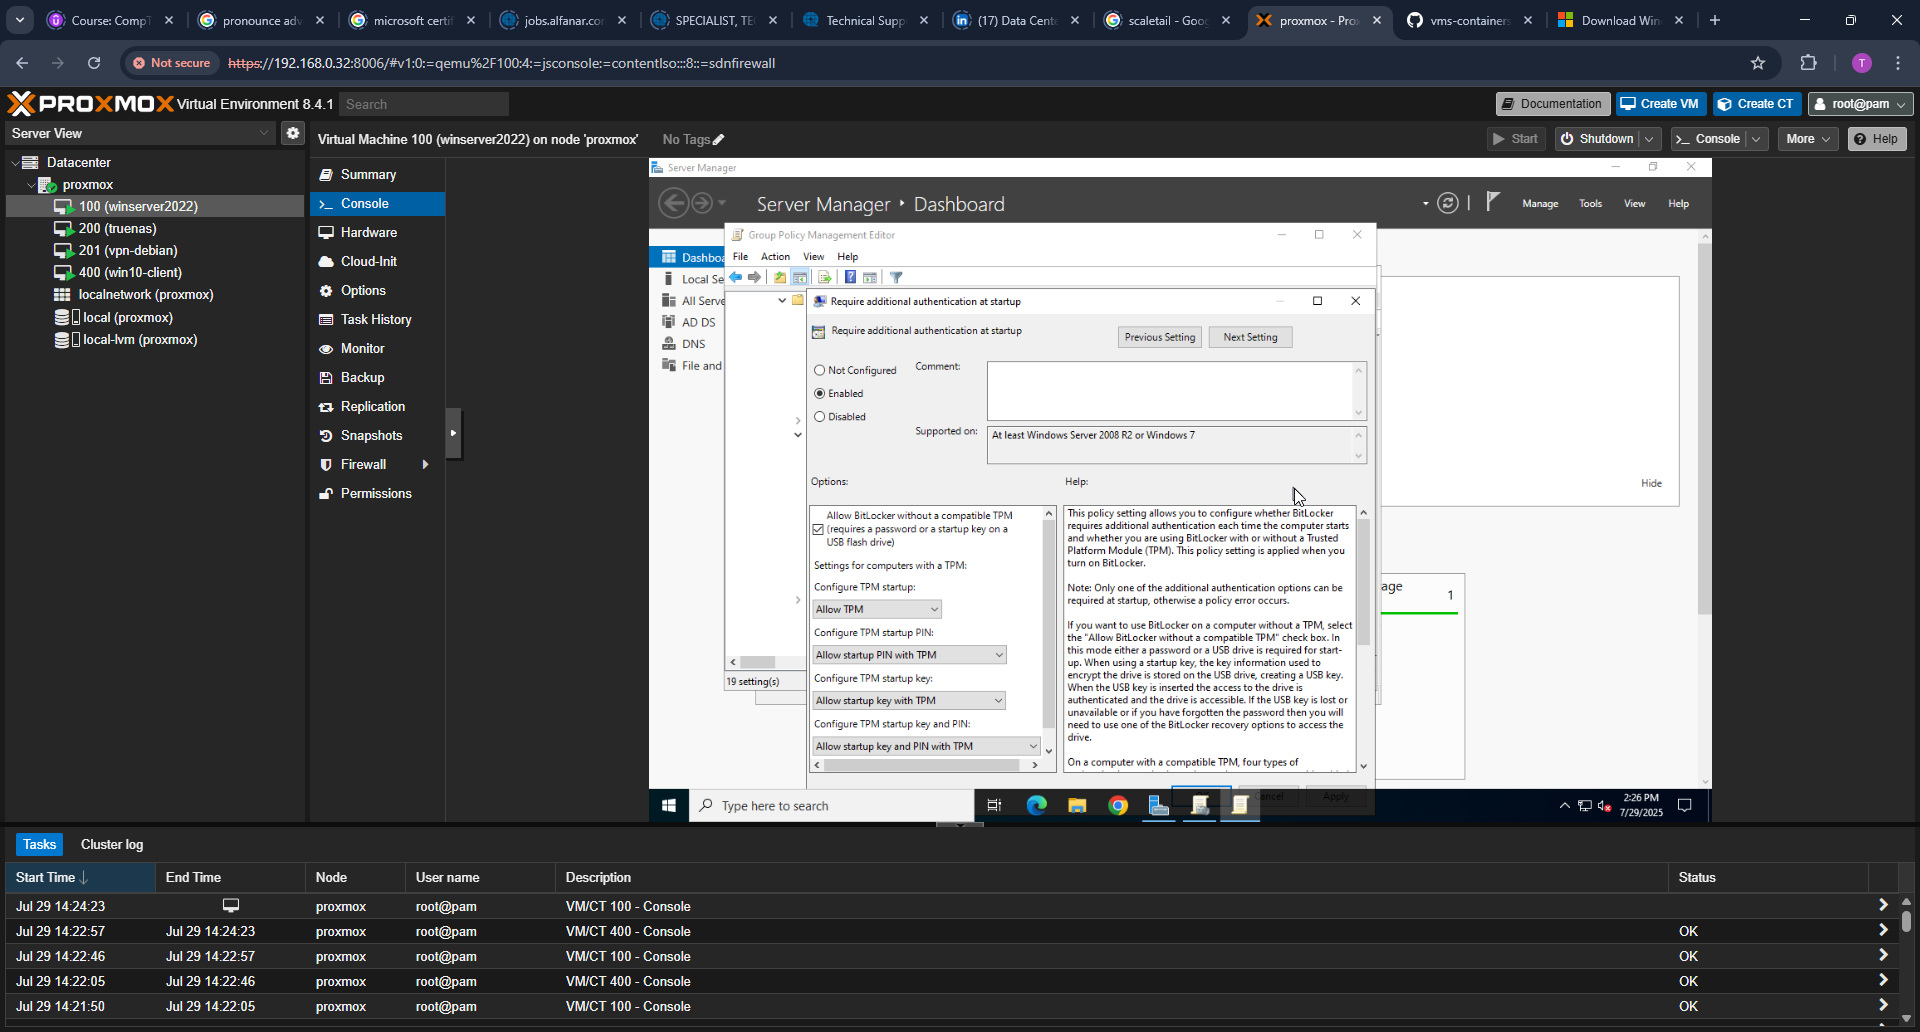 Course: CompT
pronounce adv
microsoft certif
jobs.alfanar.con
SPECIALIST, TE
Technical Supp
(17) Data Cente
scaletail - Goog
proxmox - Prox
vms-containers
Download Win
Not secure
https://192.168.0.32:8006/#v1:0:=qemu%2F100:4:=jsconsole:=contentIso:::8::=sdnfirewall
T
PROXMOX Virtual Environment 8.4.1
Search
Documentation
Create VM
Create CT
root@pam
Server View
Virtual Machine 100 (winserver2022) on node 'proxmox'
No Tags
Start
Shutdown
Console
More
Help
Datacenter
proxmox
100 (winserver2022)
200 (truenas)
201 (vpn-debian)
400 (win10-client)
localnetwork (proxmox)
local (proxmox)
local-lvm (proxmox)
Summary
Console
Hardware
Cloud-Init
Options
Task History
Monitor
Backup
Replication
Snapshots
Firewall
Permissions
Server Manager
Server Manager • Dashboard
Manage
Tools
View
Help
Dashboa
Local Se
All Serve
AD DS
DNS
File and
Group Policy Management Editor
File
Action
View
Help
19 setting(s)
Require additional authentication at startup
Require additional authentication at startup
Previous Setting
Next Setting
Not Configured
Enabled
Disabled
Comment:
Supported on:
At least Windows Server 2008 R2 or Windows 7
Options:
Help:
Allow BitLocker without a compatible TPM
(requires a password or a startup key on a
USB flash drive)
Settings for computers with a TPM:
Configure TPM startup:
Allow TPM
Configure TPM startup PIN:
Allow startup PIN with TPM
Configure TPM startup key:
Allow startup key with TPM
Configure TPM startup key and PIN:
Allow startup key and PIN with TPM
This policy setting allows you to configure whether BitLocker
requires additional authentication each time the computer starts
and whether you are using BitLocker with or without a Trusted
Platform Module (TPM). This policy setting is applied when you
turn on BitLocker.
Note: Only one of the additional authentication options can be
required at startup, otherwise a policy error occurs.
If you want to use BitLocker on a computer without a TPM, select
the "Allow BitLocker without a compatible TPM" check box. In
this mode either a password or a USB drive is required for start-
up. When using a startup key, the key information used to
encrypt the drive is stored on the USB drive, creating a USB key.
When the USB key is inserted the access to the drive is
authenticated and the drive is accessible. If the USB key is lost or
unavailable or if you have forgotten the password then you will
need to use one of the BitLocker recovery options to access the
drive.
On a computer with a compatible TPM, four types of
Hide
age
1
Cancel
Apply
Type here to search
2:26 PM
7/29/2025
Tasks
Cluster log
Start Time
End Time
Node
User name
Description
Status
Jul 29 14:24:23
proxmox
root@pam
VM/CT 100 - Console
Jul 29 14:22:57
Jul 29 14:24:23
proxmox
root@pam
VM/CT 400 - Console
OK
Jul 29 14:22:46
Jul 29 14:22:57
proxmox
root@pam
VM/CT 100 - Console
OK
Jul 29 14:22:05
Jul 29 14:22:46
proxmox
root@pam
VM/CT 400 - Console
OK
Jul 29 14:21:50
Jul 29 14:22:05
proxmox
root@pam
VM/CT 100 - Console
OK